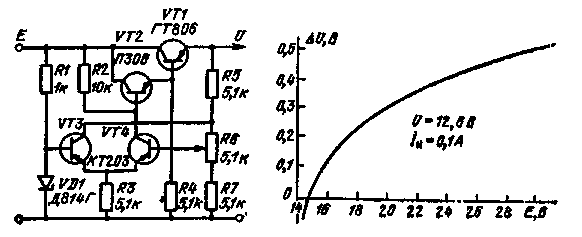 VT1
ГТ806
E
VT2
U
П308
R1
1к
R2
10к
R5
5,1к
VT3
VT4
R6
5,1к
КТ203
VD1
Д814Г
R3
5,1к
R4
5,1к
R7
5,1к
ΔU,В
0,5
0,4
0,3
0,2
0,1
0
U = 12,6 В
Iн = 0,1А
14 16 18 20 22 24 26 28 E,В